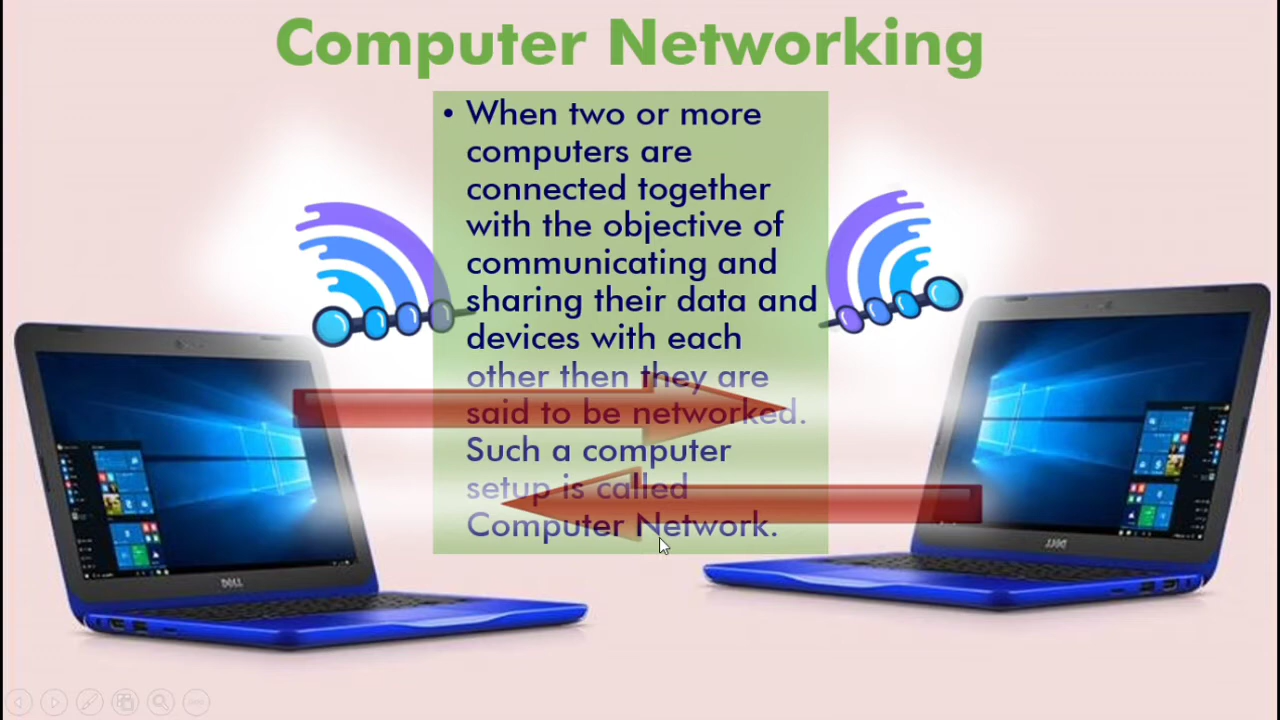 Computer Networking
• When two or more
computers are
connected together
with the objective of
communicating and
sharing their data and
devices with each
other then they are
said to be networked.
Such a computer
setup is called
Computer Network.
DELL
DELL